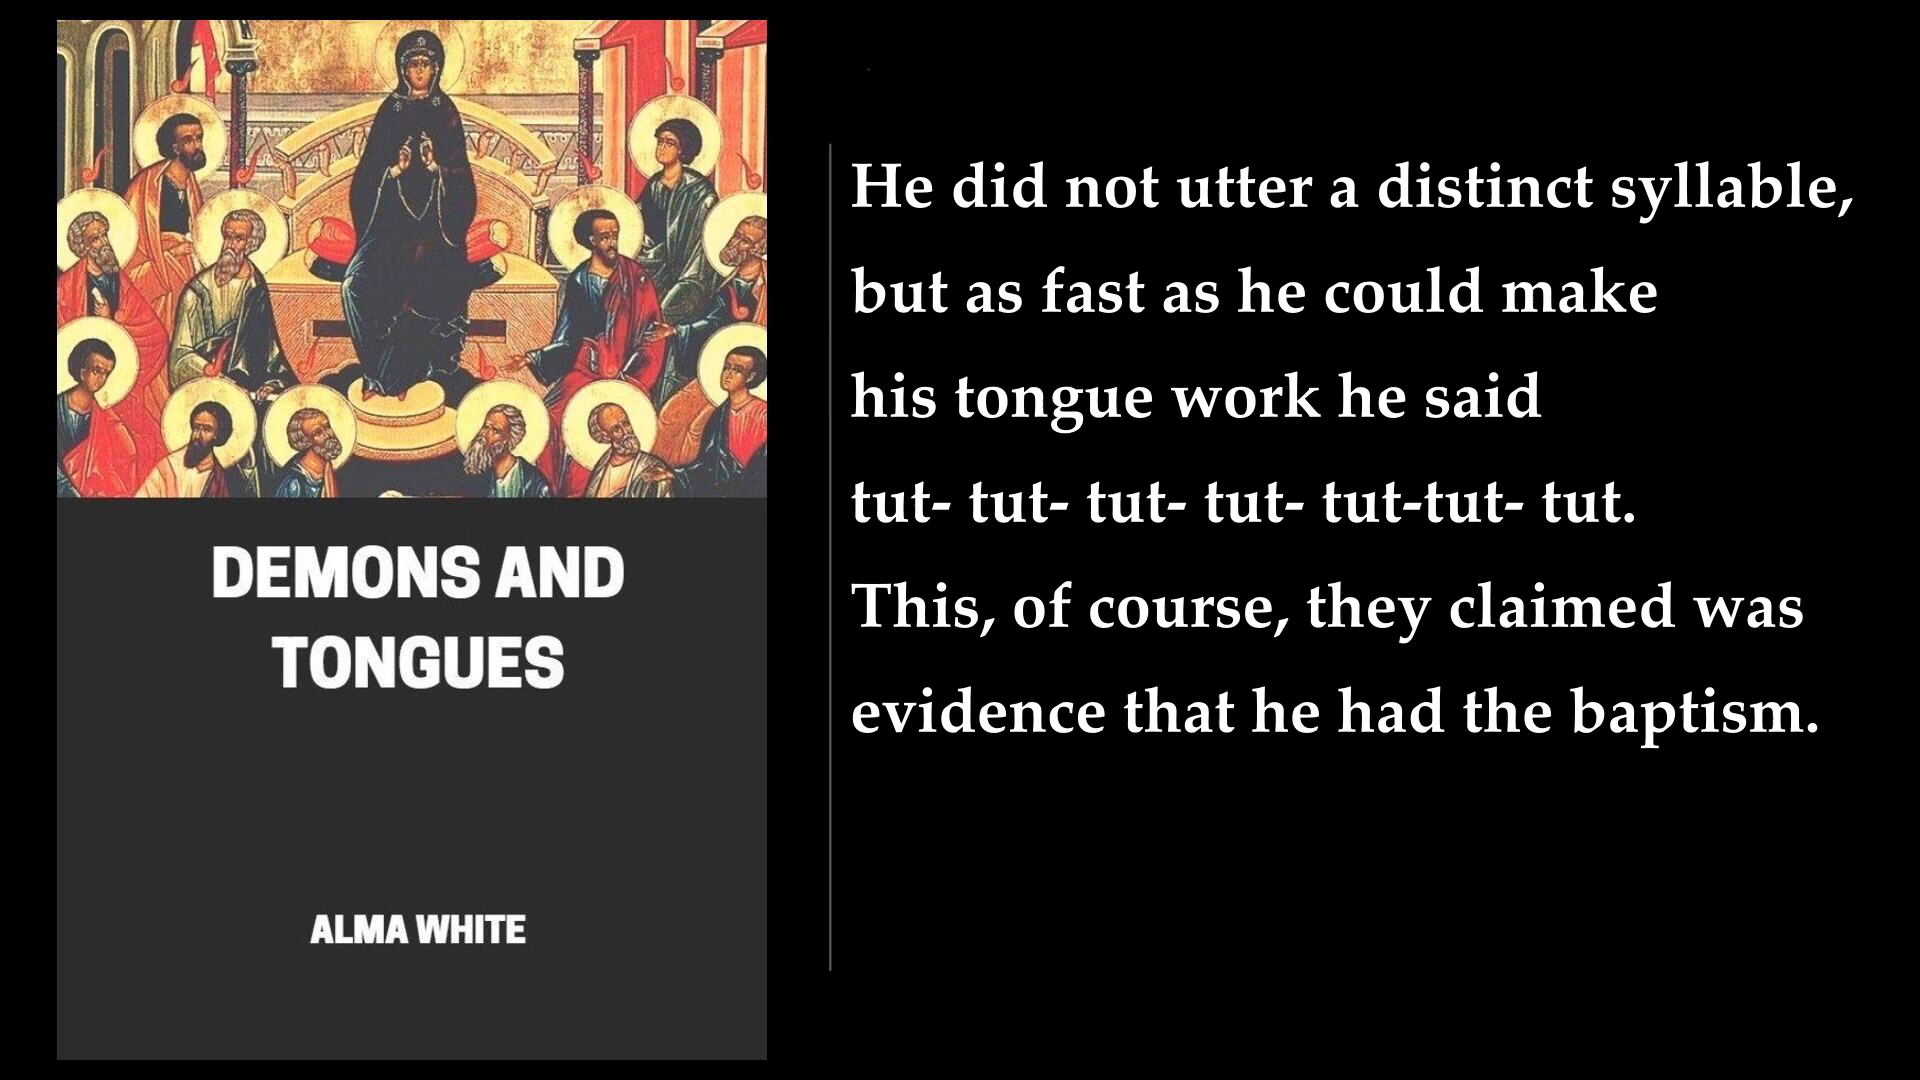 DEMONS AND
TONGUES
ALMA WHITE
He did not utter a distinct syllable,
but as fast as he could make
his tongue work he said
tut- tut- tut- tut- tut-tut- tut.
This, of course, they claimed was
evidence that he had the baptism.